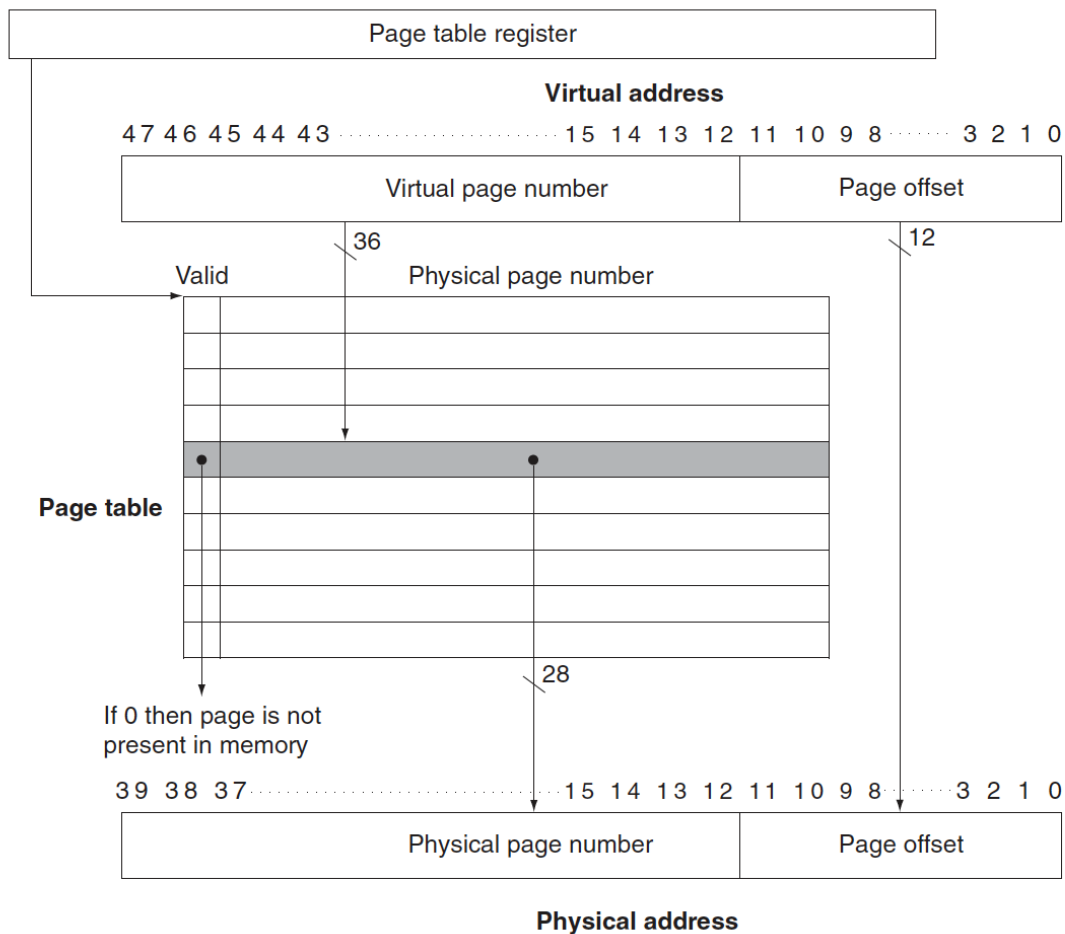 Page table register
Virtual address
47 46 45 44 43 15 14 13 12 11 10 9 8 3 2 1 0
Virtual page number Page offset
36 12
Valid Physical page number
Page table
28
If 0 then page is not
present in memory
39 38 37 15 14 13 12 11 10 9 8 3 2 1 0
Physical page number Page offset
Physical address